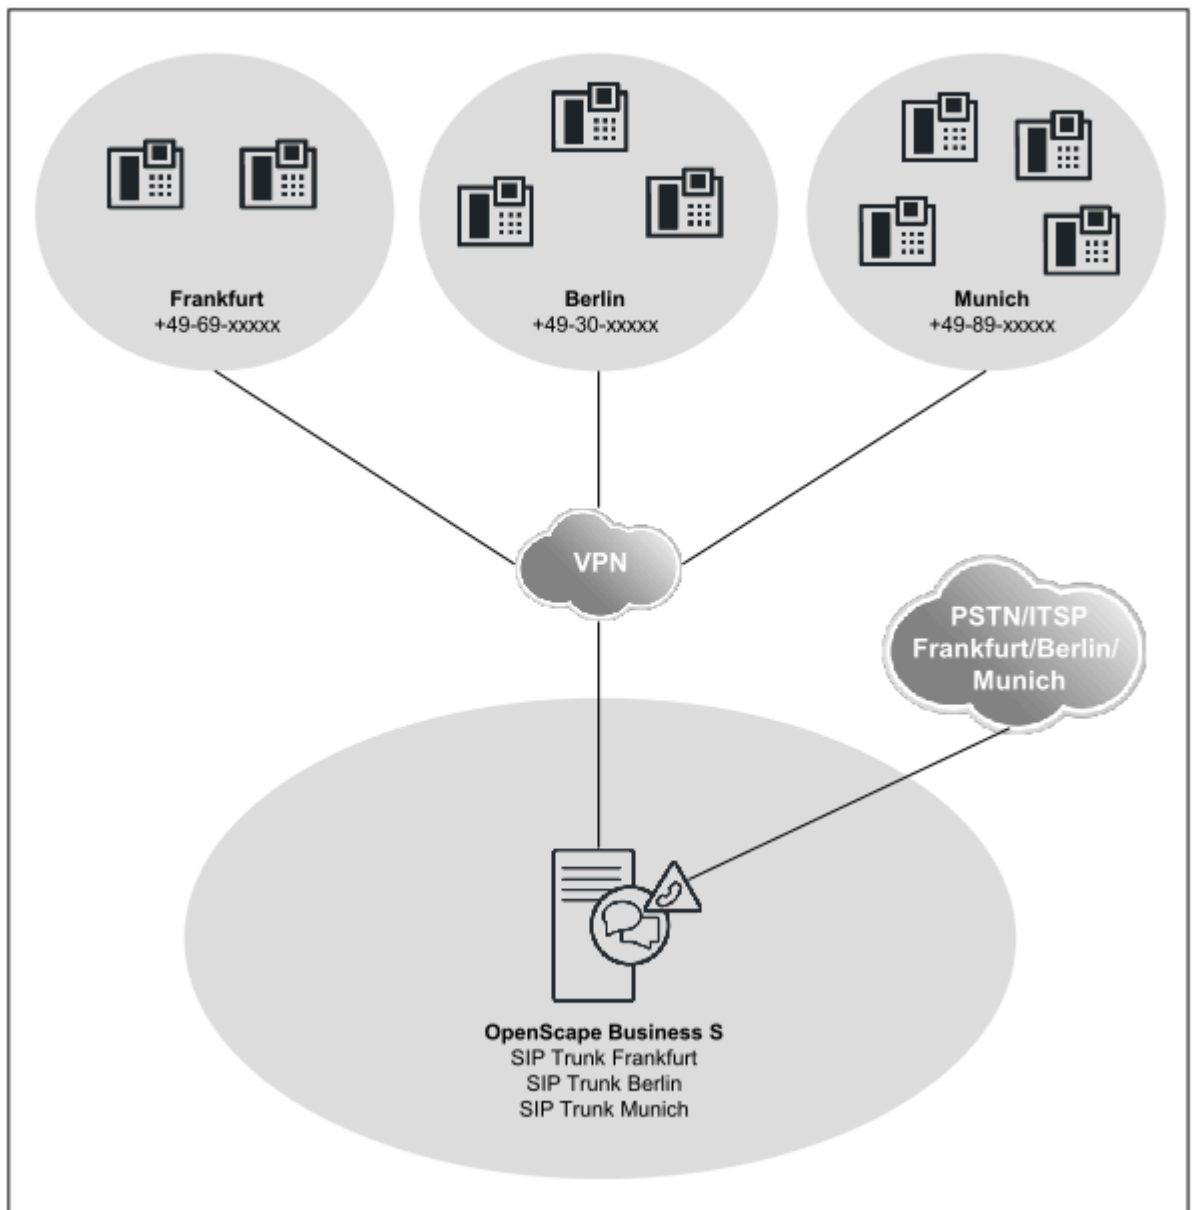 Frankfurt
+49-69-xxxxx
Berlin
+49-30-xxxxx
Munich
+49-89-xxxxx
VPN
PSTN/ITSP
Frankfurt/Berlin/
Munich
OpenScape Business S
SIP Trunk Frankfurt
SIP Trunk Berlin
SIP Trunk Munich